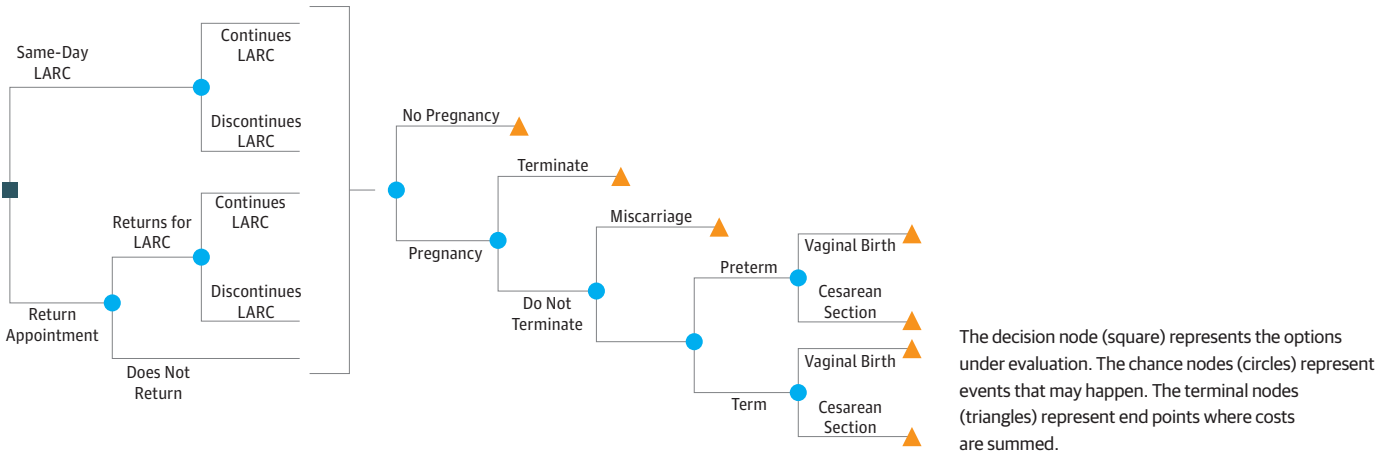 Same-Day
LARC
Continues
LARC
Discontinues
LARC
Return
Appointment
Returns for
LARC
Continues
LARC
Discontinues
LARC
Does Not
Return
No Pregnancy
Pregnancy
Terminate
Do Not
Terminate
Miscarriage
Preterm
Vaginal Birth
Cesarean
Section
Term
Vaginal Birth
Cesarean
Section
The decision node (square) represents the options
under evaluation. The chance nodes (circles) represent
events that may happen. The terminal nodes
(triangles) represent end points where costs
are summed.